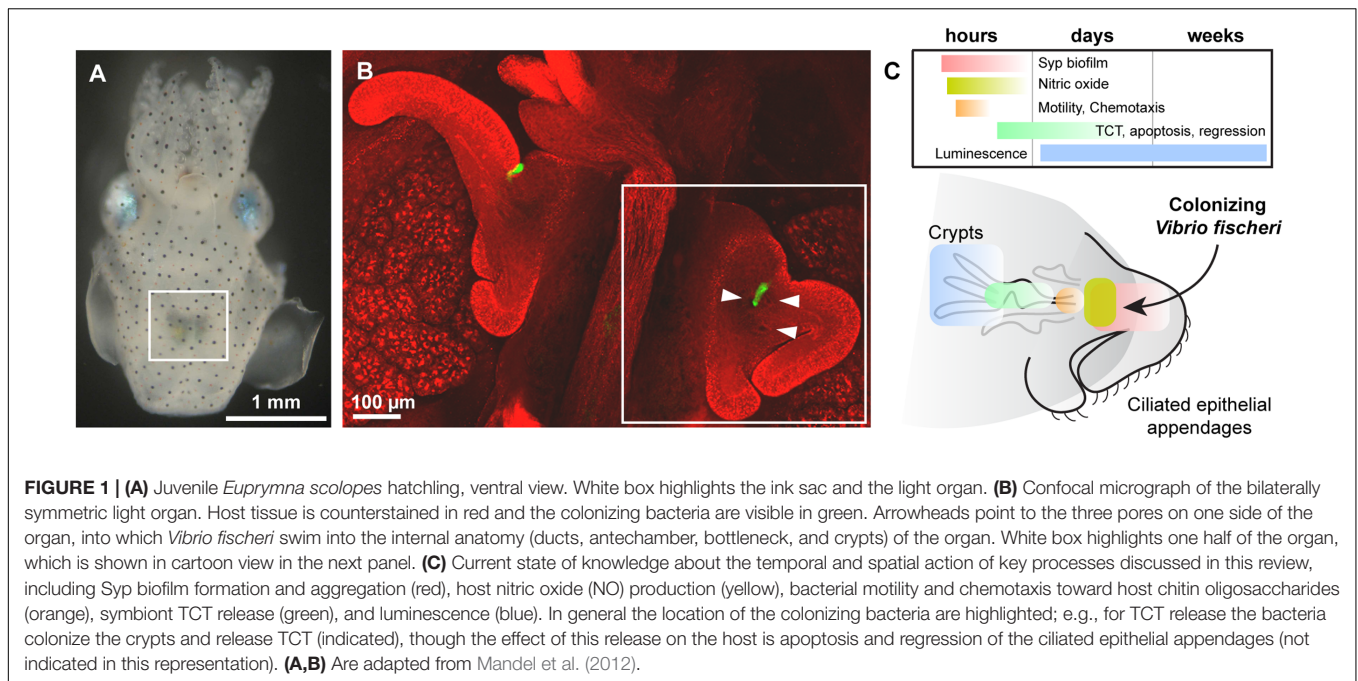 A
1 mm
B
100 µm
C
hours days weeks
Syp biofilm
Nitric oxide
Motility, Chemotaxis
TCT, apoptosis, regression
Luminescence
Colonizing
Vibrio fischeri
Crypts
Ciliated epithelial
appendages
FIGURE 1 | (A) Juvenile Euprymna scolopes hatchling, ventral view. White box highlights the ink sac and the light organ. (B) Confocal micrograph of the bilaterally
symmetric light organ. Host tissue is counterstained in red and the colonizing bacteria are visible in green. Arrowheads point to the three pores on one side of the
organ, into which Vibrio fischeri swim into the internal anatomy (ducts, antechamber, bottleneck, and crypts) of the organ. White box highlights one half of the organ,
which is shown in cartoon view in the next panel. (C) Current state of knowledge about the temporal and spatial action of key processes discussed in this review,
including Syp biofilm formation and aggregation (red), host nitric oxide (NO) production (yellow), bacterial motility and chemotaxis toward host chitin oligosaccharides
(orange), symbiont TCT release (green), and luminescence (blue). In general the location of the colonizing bacteria are highlighted; e.g., for TCT release the bacteria
colonize the crypts and release TCT (indicated), though the effect of this release on the host is apoptosis and regression of the ciliated epithelial appendages (not
indicated in this representation). (A,B) Are adapted from Mandel et al. (2012).